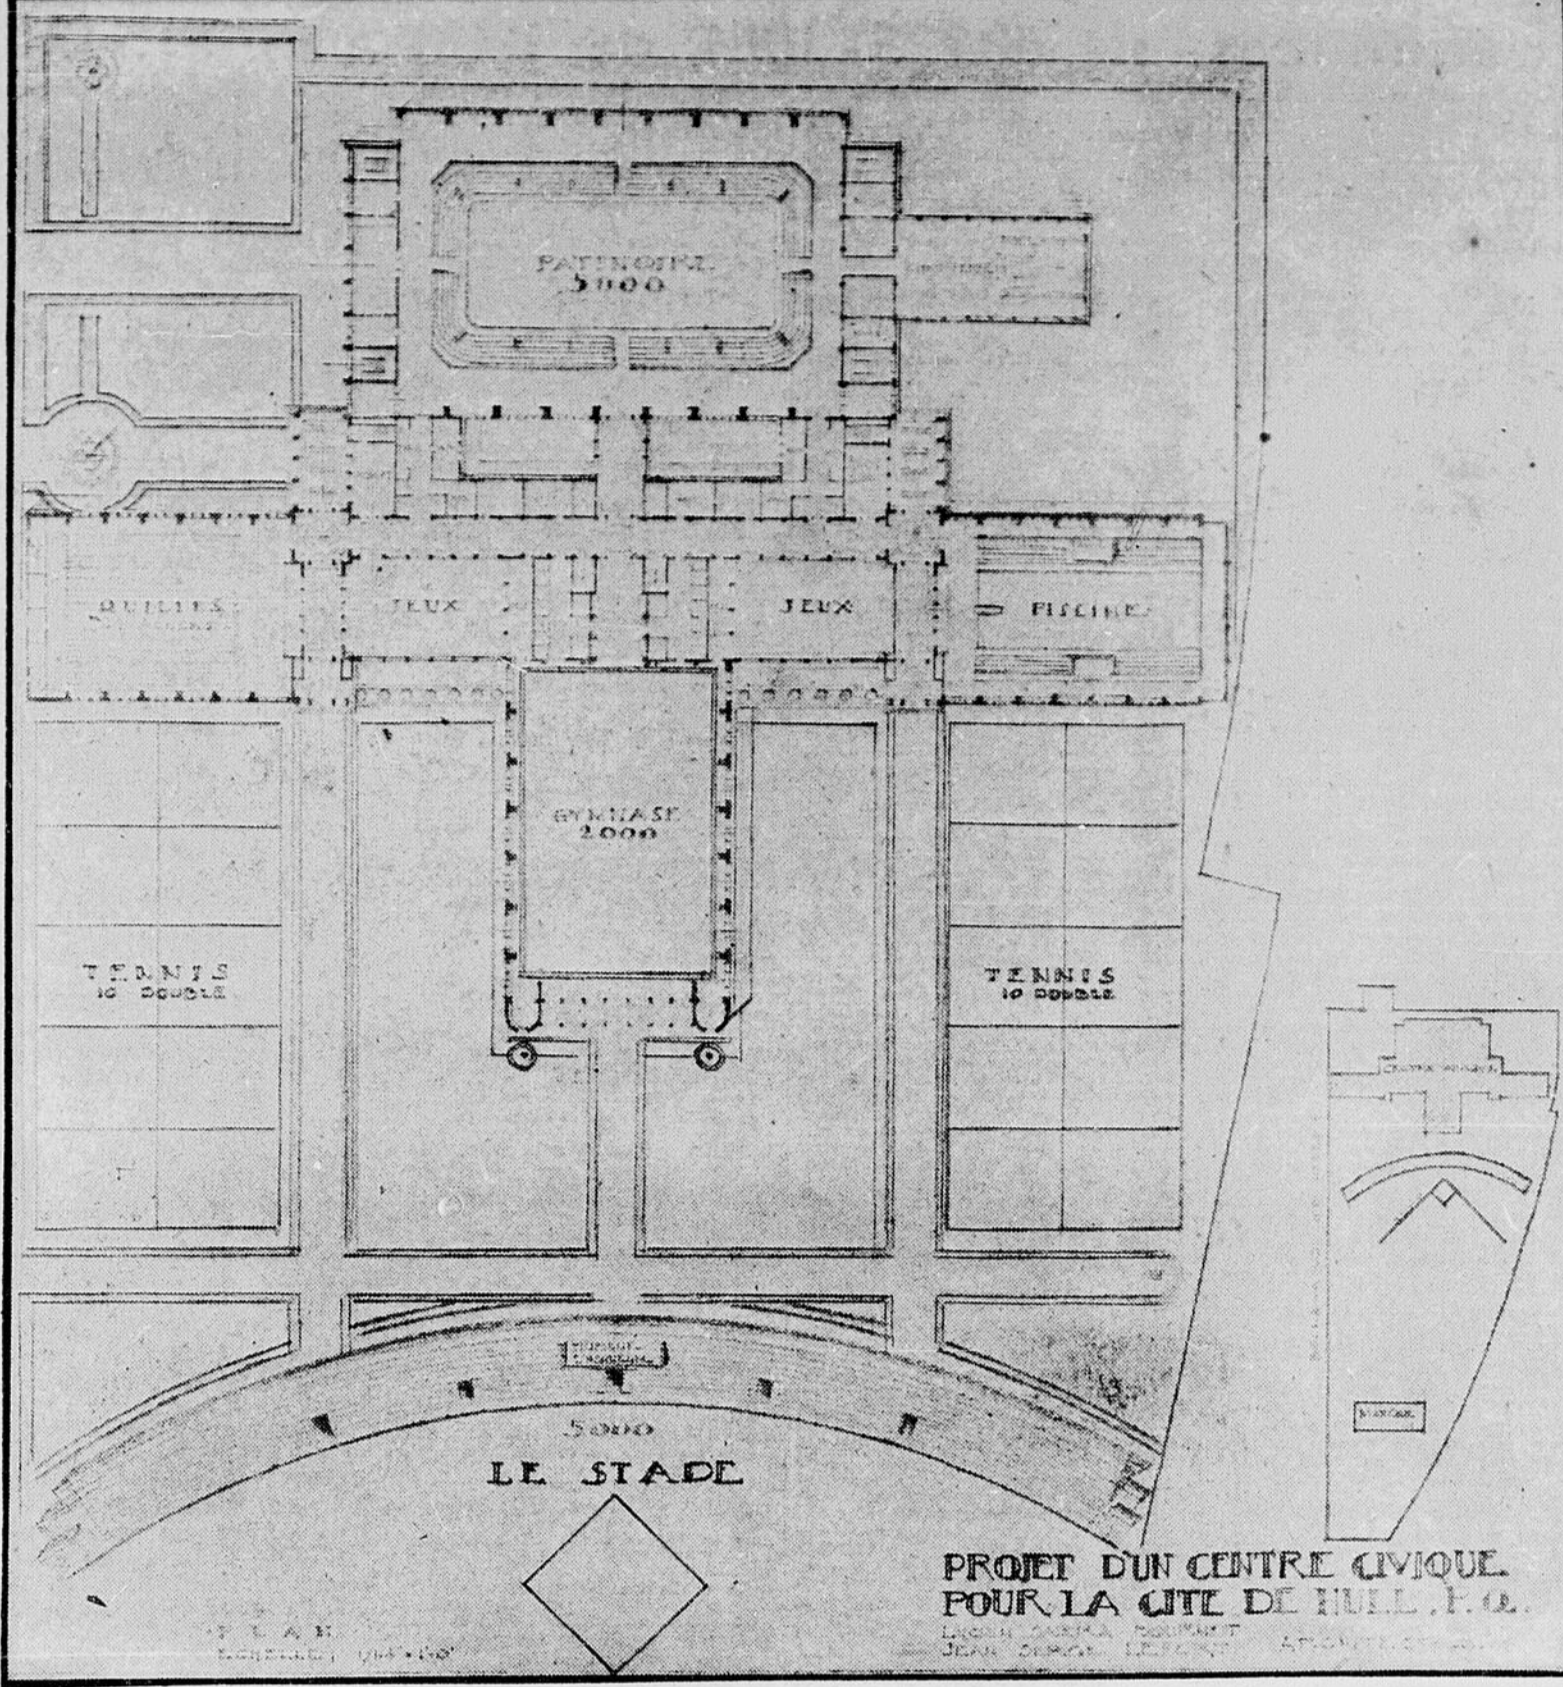 PATINOIRE
5000
QUILLES
JEUX
JEUX
PISCINE
GYMNASE
2000
TENNIS
10 DOUBLE
TENNIS
10 DOUBLE
5000
LE STADE
PROJET D'UN CENTRE CIVIQUE
POUR LA CITE DE HULL, P.Q.
PLAN